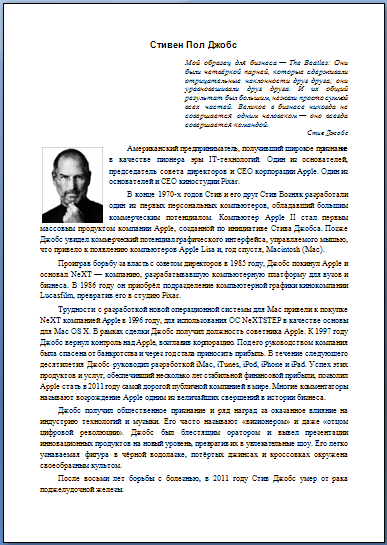 Стивен Пол Джобс
Мой образец для бизнеса — The Beatles: Они
были четвёркой парней, которые сдерживали
отрицательные наклонности друг друга; они
уравновешивали друг друга. И их общий
результат был большим, нежели просто суммой
всех частей. Великое в бизнесе никогда не
совершается одним человеком — оно всегда
совершается командой.
Стив Джобс
Американский предприниматель, получивший широкое признание
в качестве пионера эры IT-технологий. Один из основателей,
председатель совета директоров и CEO корпорации Apple. Один из
основателей и CEO киностудии Pixar.
В конце 1970-х годов Стив и его друг Стив Возняк разработали
один из первых персональных компьютеров, обладавший большим
коммерческим потенциалом. Компьютер Apple II стал первым
массовым продуктом компании Apple, созданной по инициативе Стива Джобса. Позже
Джобс увидел коммерческий потенциал графического интерфейса, управляемого мышью,
что привело к появлению компьютеров Apple Lisa и, год спустя, Macintosh (Mac).
Проиграв борьбу за власть с советом директоров в 1985 году, Джобс покинул Apple и
основал NeXT — компанию, разрабатывавшую компьютерную платформу для вузов и
бизнеса. В 1986 году он приобрёл подразделение компьютерной графики кинокомпании
Lucasfilm, превратив его в студию Pixar.
Трудности с разработкой новой операционной системы для Mac привели к покупке
NeXT компанией Apple в 1996 году, для использования ОС NeXTSTEP в качестве основы
для Mac OS X. В рамках сделки Джобс получил должность советника Apple. К 1997 году
Джобс вернул контроль над Apple, возглавив корпорацию. Под его руководством компания
была спасена от банкротства и через год стала приносить прибыль. В течение следующего
десятилетия Джобс руководил разработкой iMac, iTunes, iPod, iPhone и iPad. Успех этих
продуктов и услуг, обеспечивший несколько лет стабильной финансовой прибыли, позволил
Apple стать в 2011 году самой дорогой публичной компанией в мире. Многие комментаторы
называют возрождение Apple одним из величайших свершений в истории бизнеса.
Джобс получил общественное признание и ряд наград за оказанное влияние на
индустрию технологий и музыки. Его часто называют «визионером» и даже «отцом
цифровой революции». Джобс был блестящим оратором и вывел презентации
инновационных продуктов на новый уровень, превратив их в увлекательные шоу. Его легко
узнаваемая фигура в чёрной водолазке, потёртых джинсах и кроссовках окружена
своеобразным культом.
После восьми лет борьбы с болезнью, в 2011 году Стив Джобс умер от рака
поджелудочной железы.